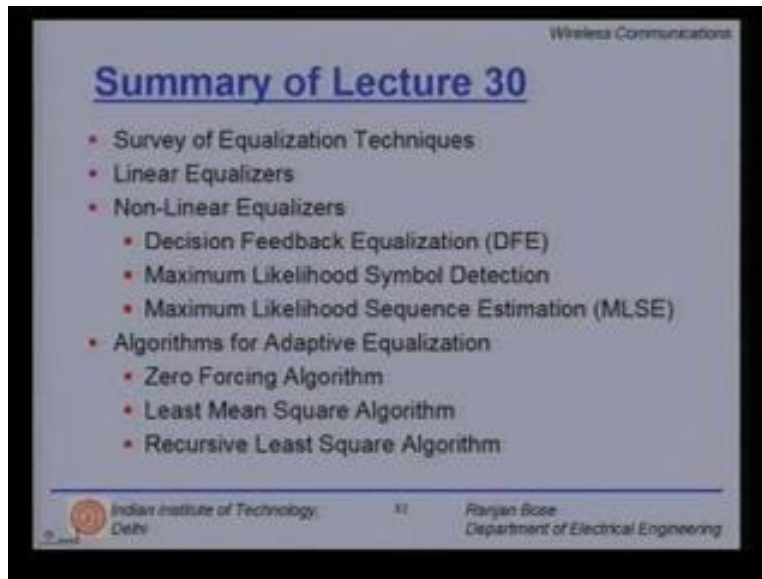 Wireless Communications
Summary of Lecture 30
Survey of Equalization Techniques
Linear Equalizers
Non-Linear Equalizers
Decision Feedback Equalization (DFE)
Maximum Likelihood Symbol Detection
Maximum Likelihood Sequence Estimation (MLSE)
Algorithms for Adaptive Equalization
Zero Forcing Algorithm
Least Mean Square Algorithm
Recursive Least Square Algorithm
Indian Institute of Technology,
Delhi
Ranjan Bose
Department of Electrical Engineering